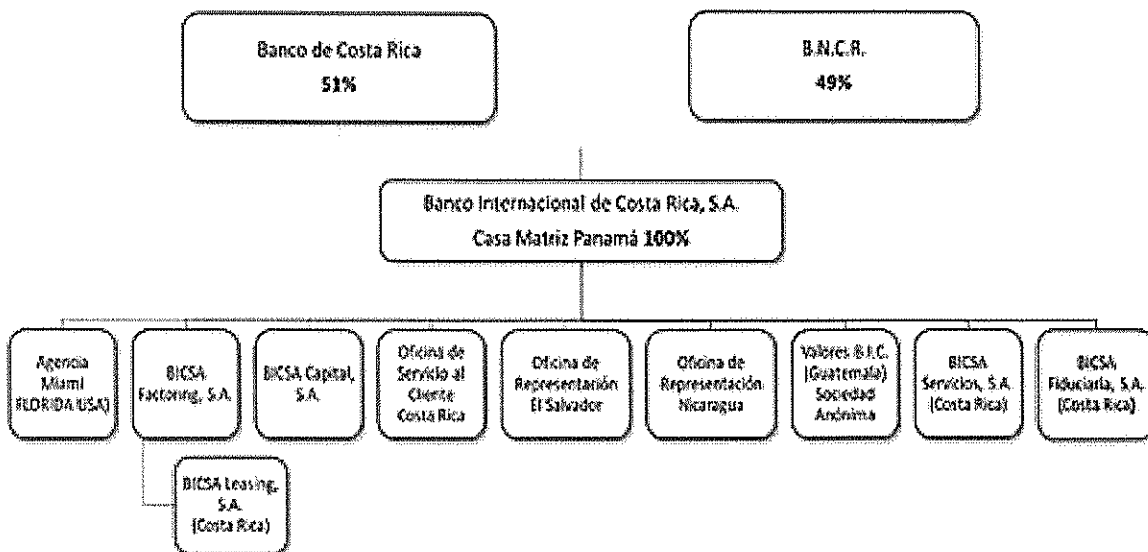 Banco de Costa Rica
51%
B.N.C.R.
49%
Banco Internacional de Costa Rica, S.A.
Casa Matriz Panamá 100%
Agencia
Miami
FLORIDA USA)
BICSA
Factoring, S.A.
BICSA Capital,
S.A.
Oficina de
Servicio al
Cliente
Costa Rica
Oficina de
Representación
El Salvador
Oficina de
Representación
Nicaragua
Valores B.I.C.
(Guatemala)
Sociedad
Anónima
BICSA
Servicios, S.A.
(Costa Rica)
BICSA
Fiduciaria, S.A.
(Costa Rica)
BICSA Leasing,
S.A.
(Costa Rica)